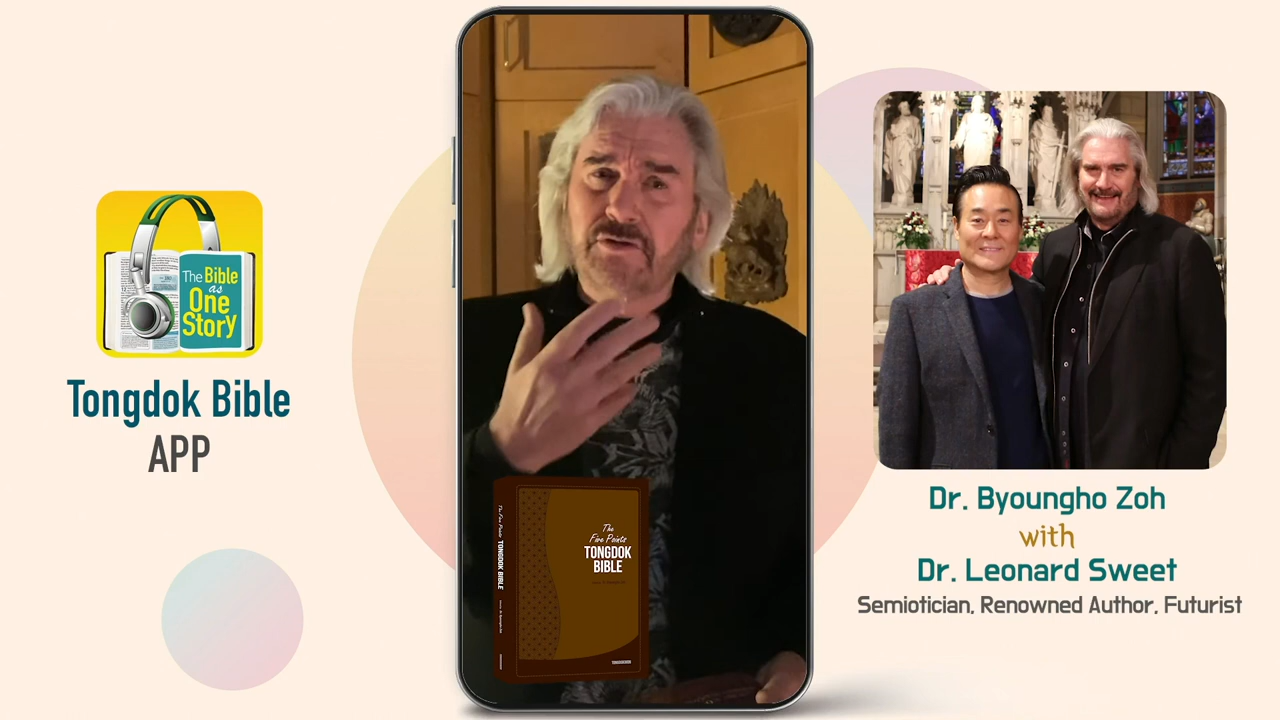 The Bible
as
One
Story
Tongdok Bible
APP
The Five Points TONGDOK BIBLE
The
Five Points
TONGDOK
BIBLE
Dr. Byoungho Zoh
with
Dr. Leonard Sweet
Semiotician, Renowned Author, Futurist